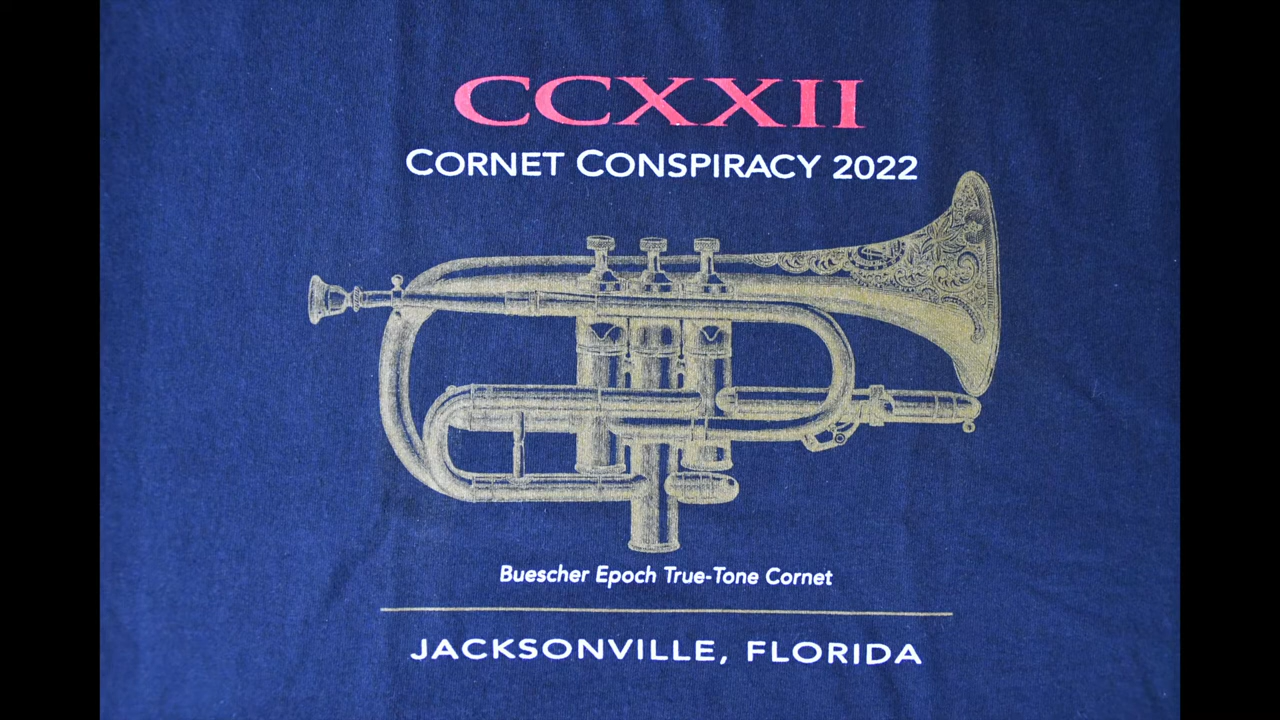 CCXXII
CORNET CONSPIRACY 2022
Buescher Epoch True-Tone Cornet
JACKSONVILLE, FLORIDA